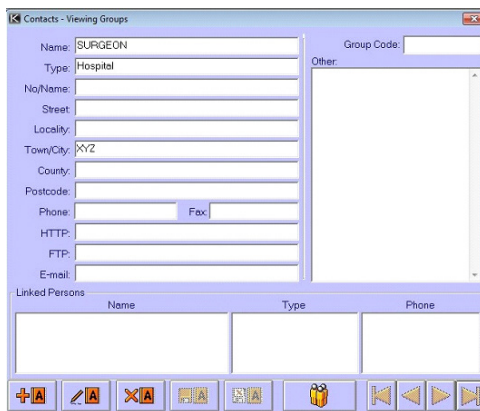 Contacts - Viewing Groups
Name: SURGEON
Group Code:
Type: Hospital
Other:
No/Name:
Street:
Locality:
Town/City: XYZ
County:
Postcode:
Phone: Fax:
HTTP:
FTP:
E-mail:
Linked Persons
Name Type Phone
A A A A A